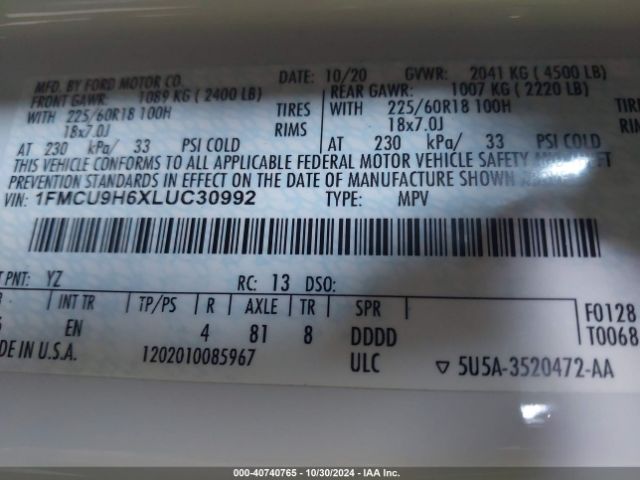 MFD. BY FORD MOTOR CO.
DATE: 10/20 GVWR: 2041 KG ( 4500 LB)
FRONT GAWR: 1089 KG ( 2400 LB)
REAR GAWR: 1007 KG ( 2220 LB)
WITH 225/60R18 100H TIRES
18x7.0J RIMS
WITH 225/60R18 100H
18x7.0J
AT 230 kPa/ 33 PSI COLD
AT 230 kPa/ 33 PSI COLD
THIS VEHICLE CONFORMS TO ALL APPLICABLE FEDERAL MOTOR VEHICLE SAFETY AND THEFT
PREVENTION STANDARDS IN EFFECT ON THE DATE OF MANUFACTURE SHOWN ABOVE.
VIN: 1FMCU9H6XLUC30992 TYPE: MPV
PNT: YZ RC: 13 DSO:
INT TR TP/PS R AXLE TR SPR
EN 4 81 8 DDDD
F0128
T0068
DE IN U.S.A. 1202010085967 ULC ▽ 5U5A-3520472-AA
000-40740765 - 10/30/2024 - IAA Inc.